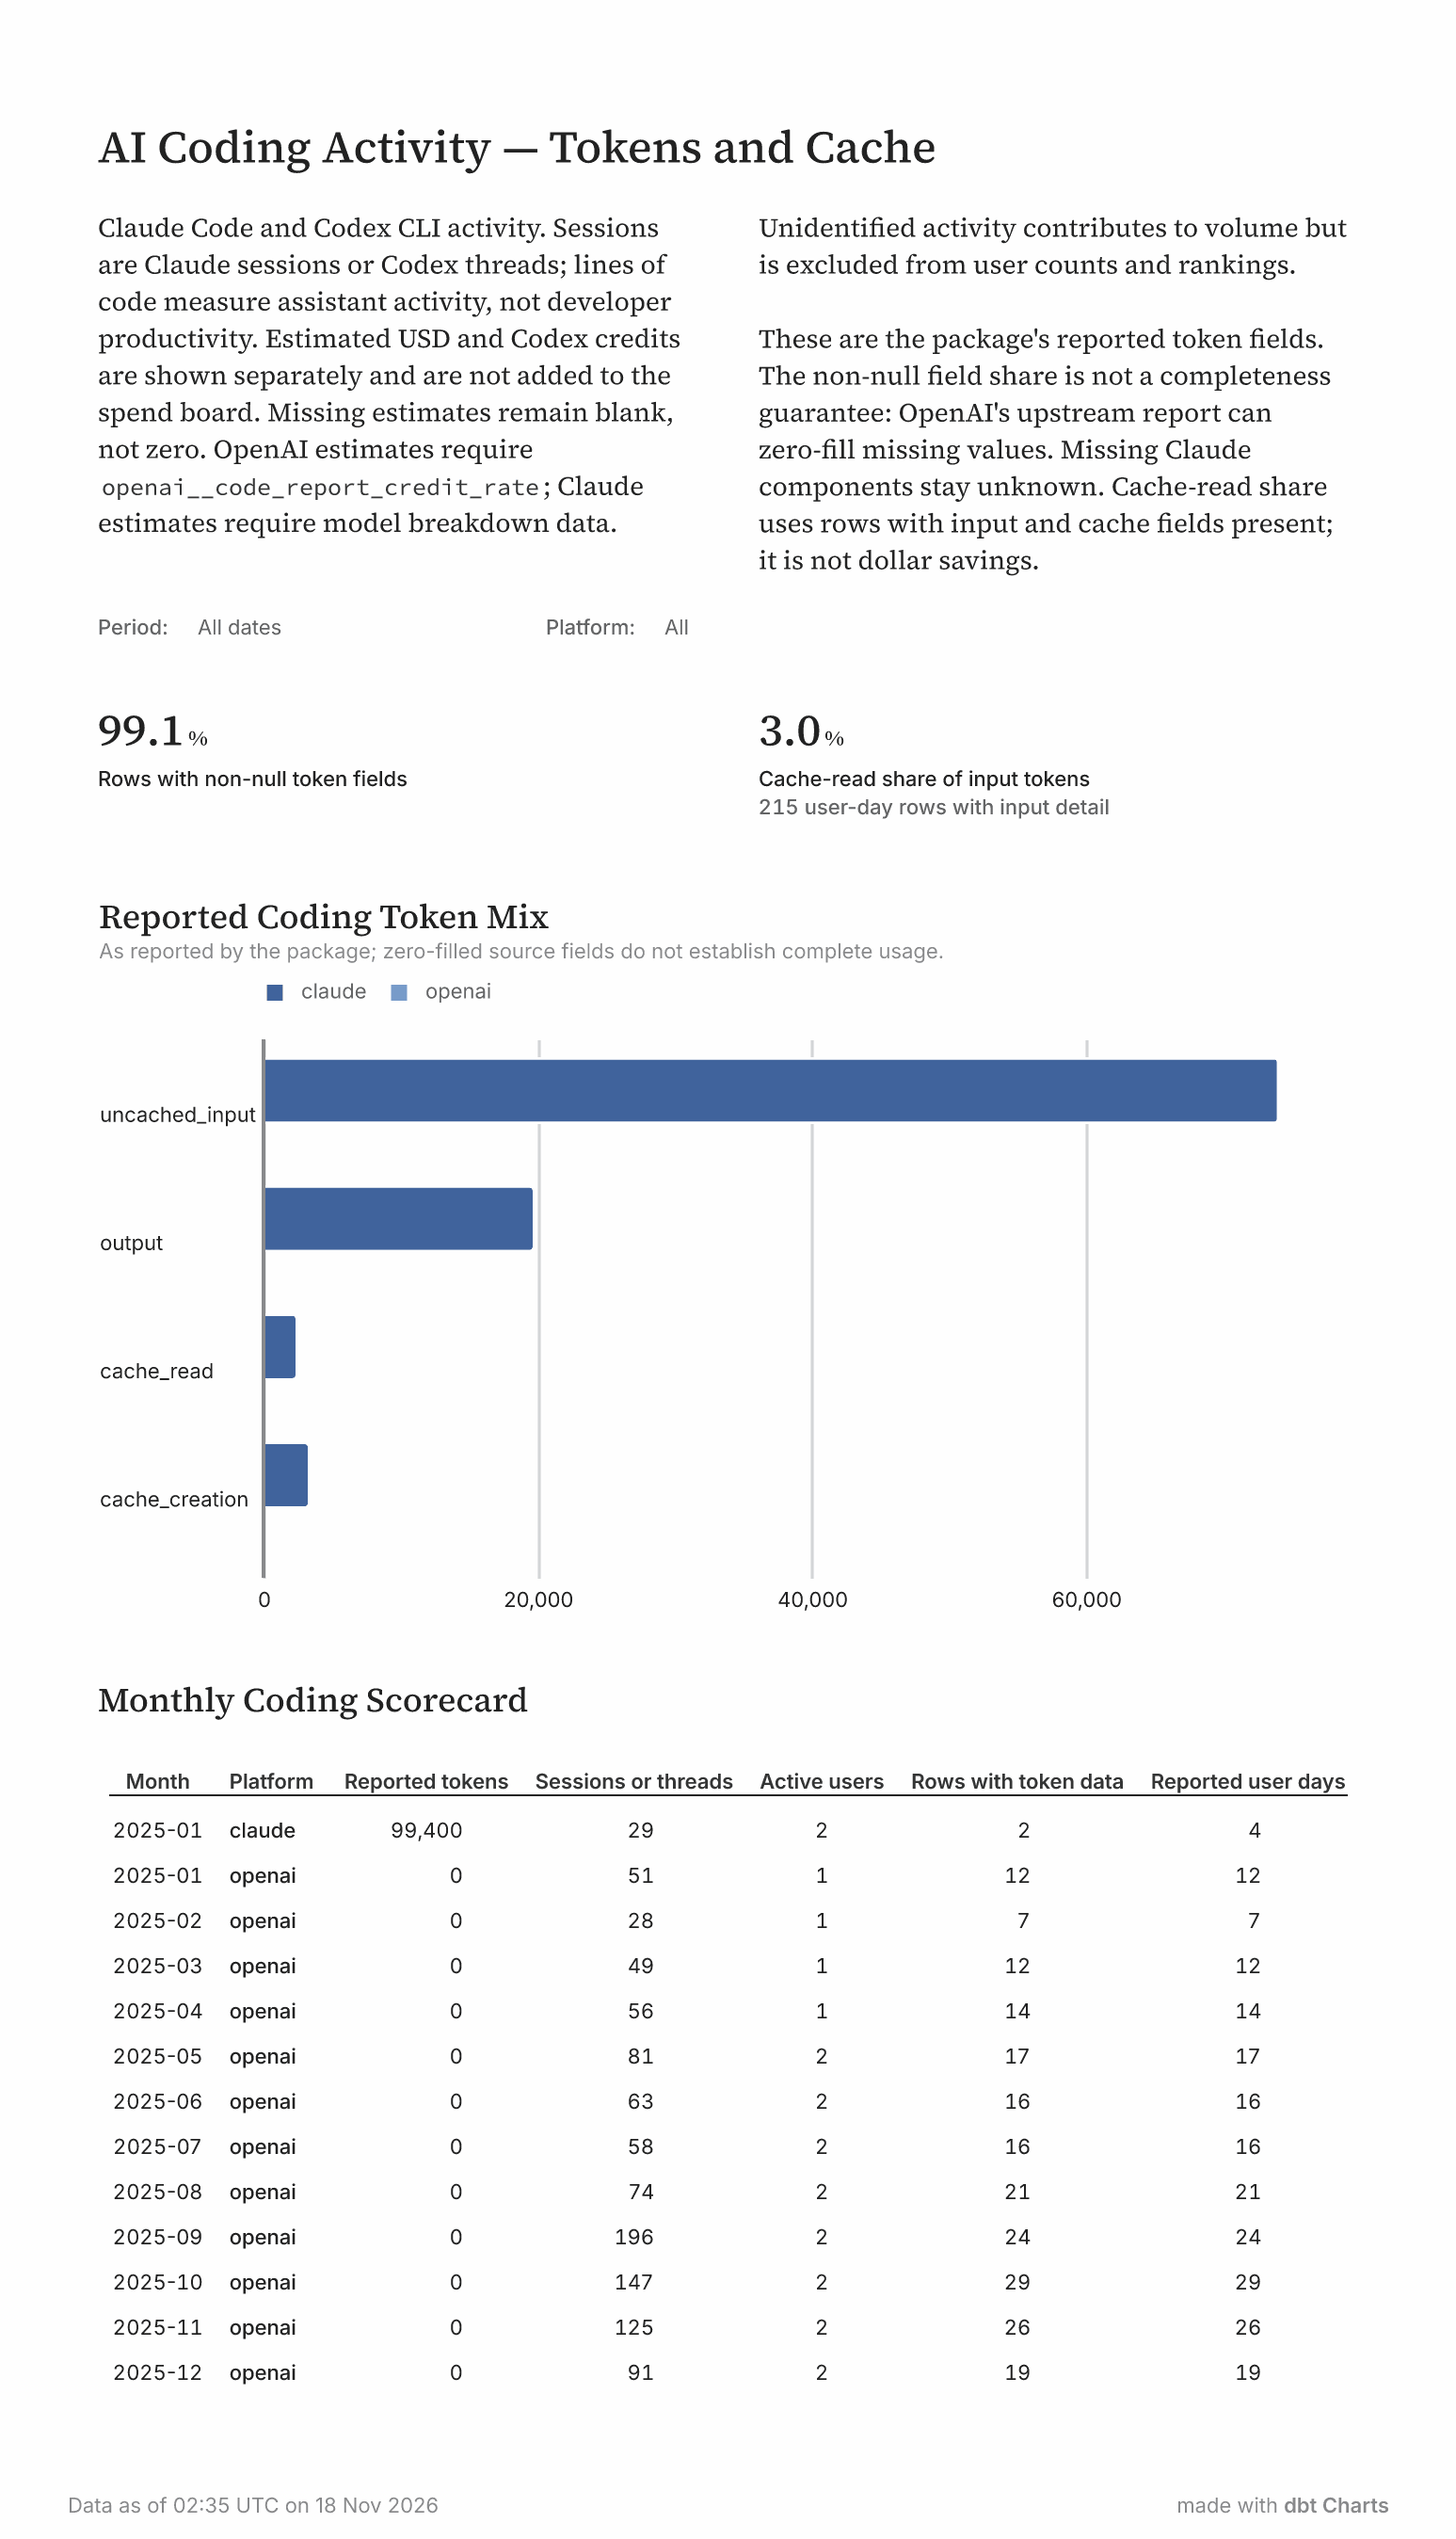 AI Coding Activity — Tokens and Cache
Claude Code and Codex CLI activity. Sessions
are Claude sessions or Codex threads; lines of
code measure assistant activity, not developer
productivity. Estimated USD and Codex credits
are shown separately and are not added to the
spend board. Missing estimates remain blank,
not zero. OpenAI estimates require
openai__code_report_credit_rate; Claude
estimates require model breakdown data.
Unidentified activity contributes to volume but
is excluded from user counts and rankings.
These are the package's reported token fields.
The non-null field share is not a completeness
guarantee: OpenAI's upstream report can
zero-fill missing values. Missing Claude
components stay unknown. Cache-read share
uses rows with input and cache fields present;
it is not dollar savings.
Period: All dates Platform: All
99.1%
Rows with non-null token fields
3.0%
Cache-read share of input tokens
215 user-day rows with input detail
Reported Coding Token Mix
As reported by the package; zero-filled source fields do not establish complete usage.
claude openai
uncached_input
output
cache_read
cache_creation
0 20,000 40,000 60,000
Monthly Coding Scorecard
Month Platform Reported tokens Sessions or threads Active users Rows with token data Reported user days
2025-01 claude 99,400 29 2 2 4
2025-01 openai 0 51 1 12 12
2025-02 openai 0 28 1 7 7
2025-03 openai 0 49 1 12 12
2025-04 openai 0 56 1 14 14
2025-05 openai 0 81 2 17 17
2025-06 openai 0 63 2 16 16
2025-07 openai 0 58 2 16 16
2025-08 openai 0 74 2 21 21
2025-09 openai 0 196 2 24 24
2025-10 openai 0 147 2 29 29
2025-11 openai 0 125 2 26 26
2025-12 openai 0 91 2 19 19
Data as of 02:35 UTC on 18 Nov 2026
made with dbt Charts